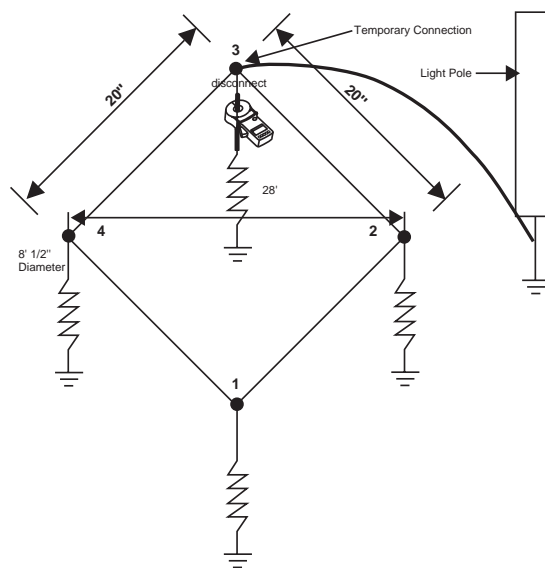 3
Temporary Connection
disconnect
Light Pole
20"
20"
28'
4
2
8' 1/2"
Diameter
1